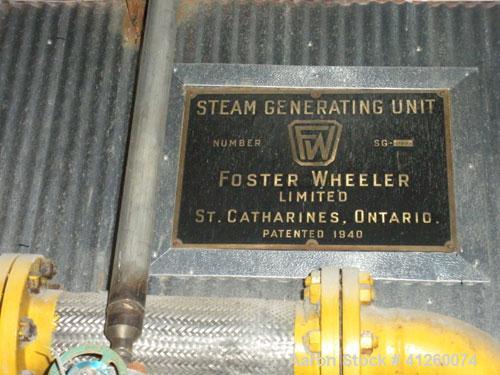 STEAM GENERATING UNIT
NUMBER FW SG-
FOSTER WHEELER
LIMITED
ST. CATHARINES, ONTARIO.
PATENTED 1940
Aaron Stock # 41260074